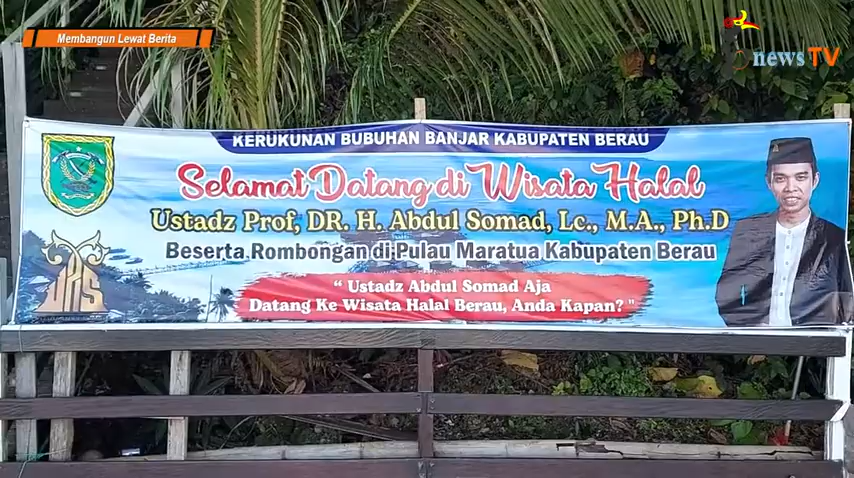 Membangun Lewat Berita
newsTV
KERUKUNAN BUBUHAN BANJAR KABUPATEN BERAU
Selamat Datang di Wisata Halal
Ustadz Prof, DR. H. Abdul Somad, Lc., M.A., Ph.D
Beserta Rombongan di Pulau Maratua Kabupaten Berau
“ Ustadz Abdul Somad Aja
Datang Ke Wisata Halal Berau, Anda Kapan? "